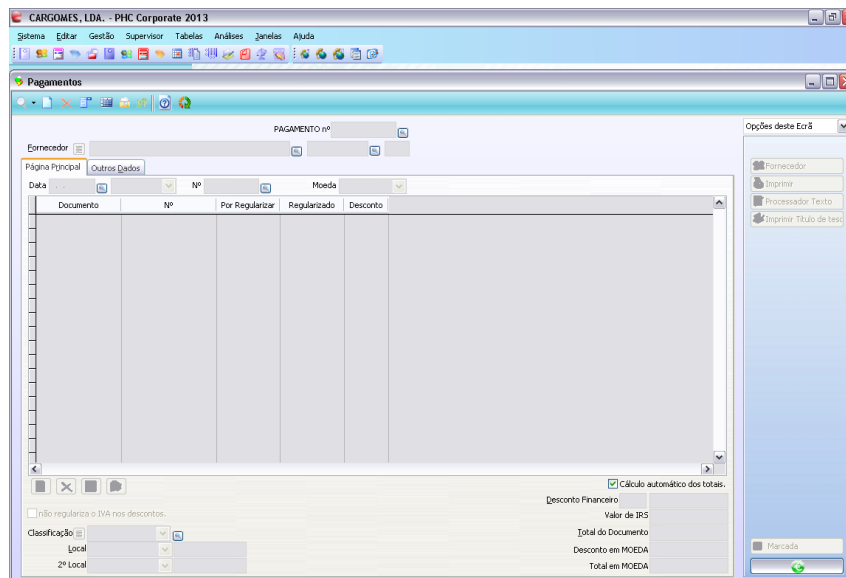 CARGOMES, LDA. - PHC Corporate 2013
Sistema Editar Gestão Supervisor Tabelas Análises Janelas Ajuda
Pagamentos
PAGAMENTO nº
Opções deste Ecrã
Fornecedor
Página Principal Outros Dados
Fornecedor
Data Nº Moeda
Imprimir
Documento Nº Por Regularizar Regularizado Desconto
Processador Texto
Imprimir Título de teso
Cálculo automático dos totais.
Desconto Financeiro
não regulariza o IVA nos descontos.
Valor de IRS
Classificação
Total do Documento
Local
Desconto em MOEDA
Marcada
2º Local
Total em MOEDA